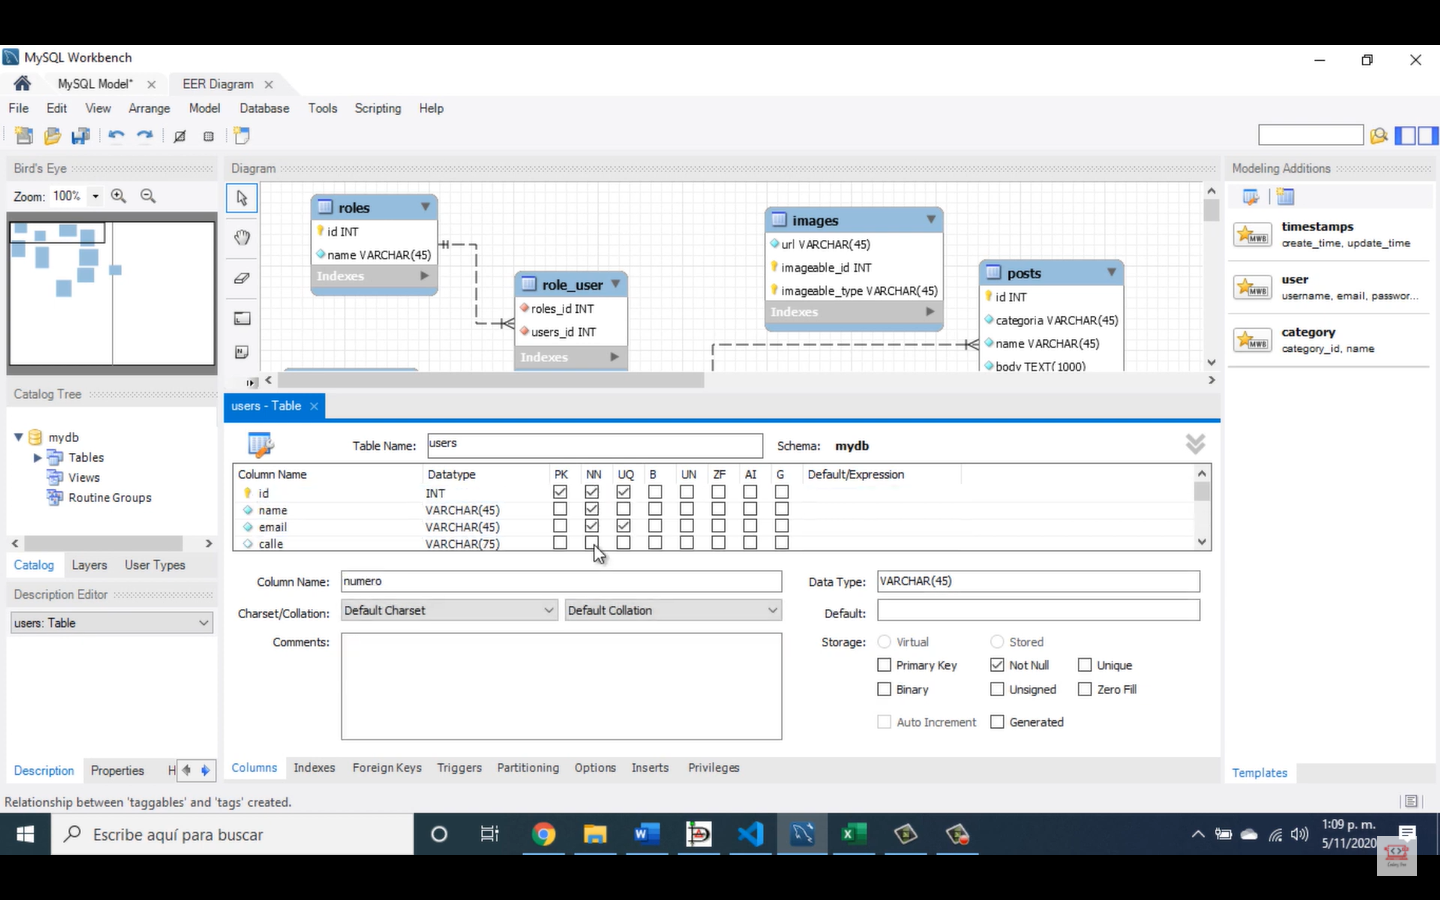 MySQL Workbench
MySQL Model* EER Diagram
File Edit View Arrange Model Database Tools Scripting Help
Bird's Eye
Zoom: 100%
Catalog Tree
mydb
Tables
Views
Routine Groups
Catalog Layers User Types
Description Editor
users: Table
Description Properties H
Diagram
roles
id INT
name VARCHAR(45)
Indexes
role_user
roles_id INT
users_id INT
Indexes
images
url VARCHAR(45)
imageable_id INT
imageable_type VARCHAR(45)
Indexes
posts
id INT
categoria VARCHAR(45)
name VARCHAR(45)
body TEXT(1000)
users - Table
Table Name: users Schema: mydb
Column Name Datatype PK NN UQ B UN ZF AI G Default/Expression
id INT
name VARCHAR(45)
email VARCHAR(45)
calle VARCHAR(75)
Column Name: numero Data Type: VARCHAR(45)
Charset/Collation: Default Charset Default Collation Default:
Comments: Storage: Virtual Stored
Primary Key Not Null Unique
Binary Unsigned Zero Fill
Auto Increment Generated
Columns Indexes Foreign Keys Triggers Partitioning Options Inserts Privileges
Modeling Additions
MWB timestamps
create_time, update_time
MWB user
username, email, passwor...
MWB category
category_id, name
Templates
Relationship between 'taggables' and 'tags' created.
Escribe aquí para buscar
1:09 p. m.
5/11/2020